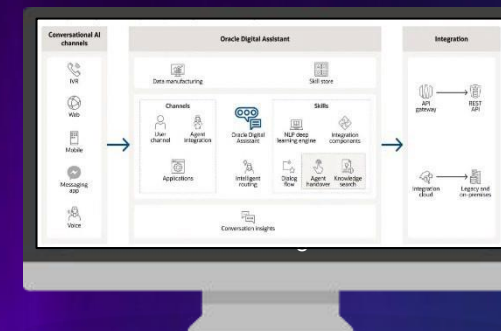 Conversational AI
channels
IVR
Web
Mobile
Messaging
app
Voice
Oracle Digital Assistant
Data manufacturing
Skill store
Channels
User
channel
Agent
integration
Applications
Oracle Digital
Assistant
Intelligent
routing
Skills
NLP deep
learning engine
Integration
components
Dialog
flow
Agent
handover
Knowledge
search
Conversation insights
Integration
API
gateway
REST
API
Integration
cloud
Legacy and
on-premises